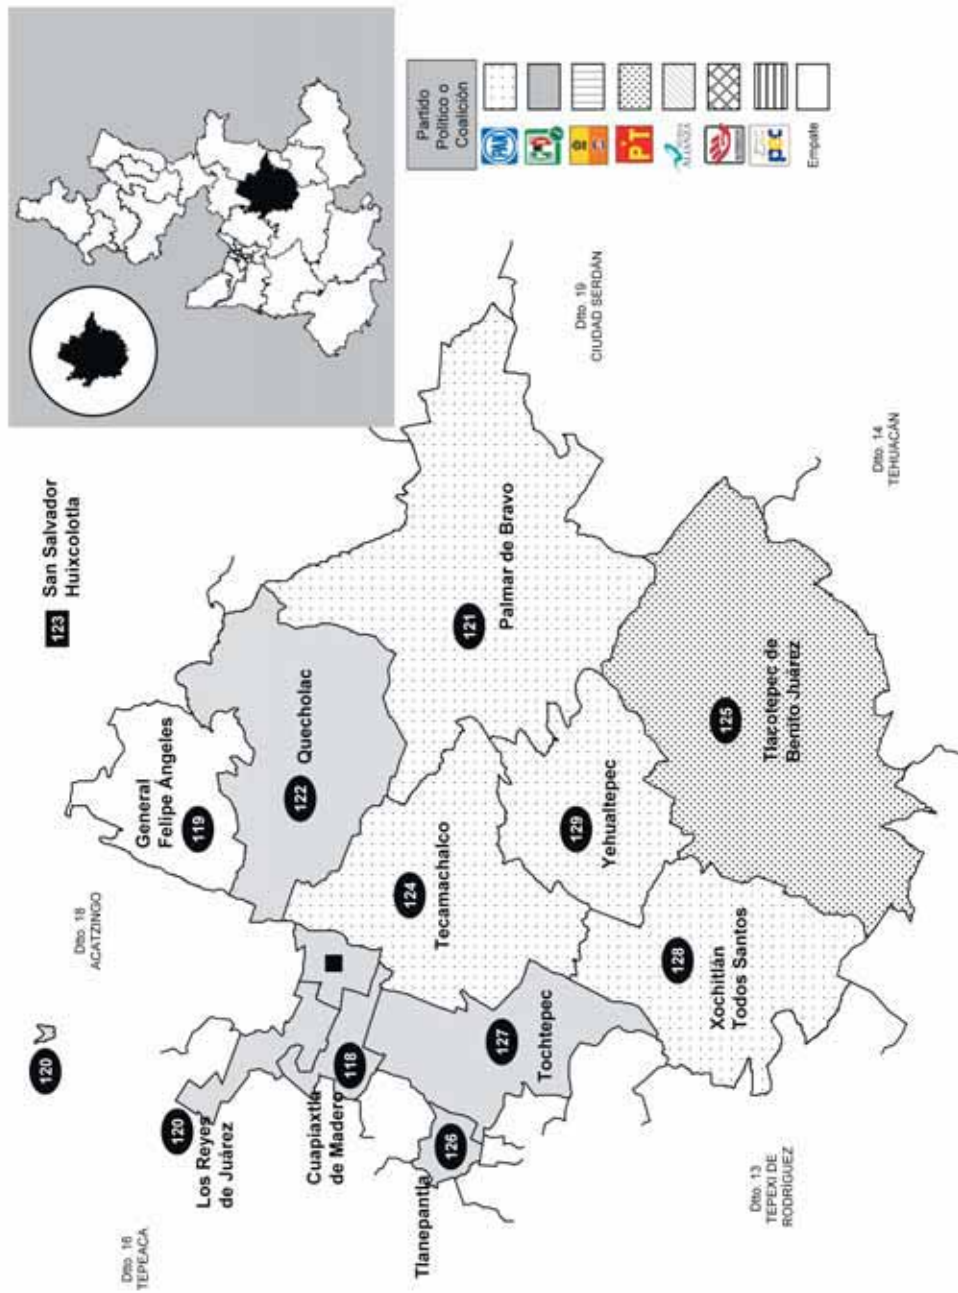 Partido
Político o
Coalición
PAN
PRI
PT
ALIANZA
Empate
123
San Salvador
Huixcolotla
120
Dtto. 18
ACATZINGO
General
Felipe Ángeles
119
122
Quecholac
121
Palmar de Bravo
Dtto. 19
CIUDAD SERDÁN
Dtto. 14
TEHUACÁN
124
Tecamachalco
129
Yehualtepec
125
Tlacotepec de
Benito Juárez
128
Xochitlán
Todos Santos
127
Tochtepec
118
Cuapiaxtla
de Madero
120
Los Reyes
de Juárez
126
Tlanepantla
Dtto. 16
TEPEACA
Dtto. 13
TEPEXI DE
RODRÍGUEZ